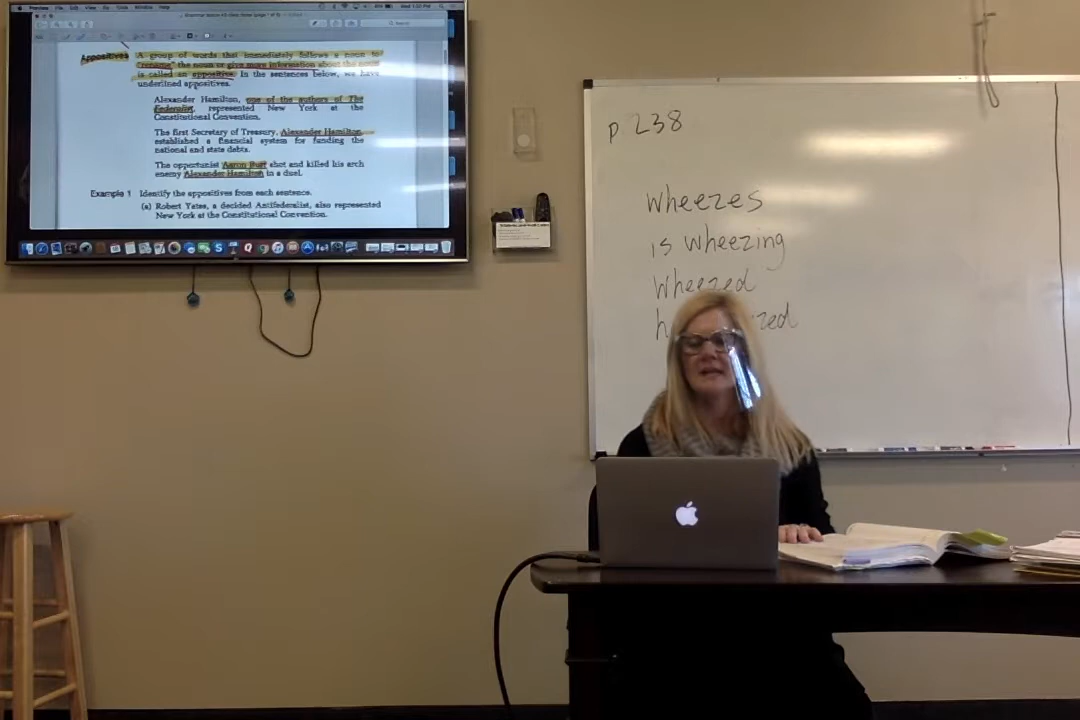 Appositives A group of words that immediately follows a noun to
"rename" the noun or give more information about the noun
is called an appositive. In the sentences below, we have
underlined appositives.
Alexander Hamilton, one of the authors of The
Federalist, represented New York at the
Constitutional Convention.
The first Secretary of Treasury, Alexander Hamilton,
established a financial system for funding the
national and state debts.
The opportunist Aaron Burr shot and killed his arch
enemy Alexander Hamilton in a duel.
Example 1 Identify the appositives from each sentence.
(a) Robert Yates, a decided Antifederalist, also represented
New York at the Constitutional Convention.
p 238
wheezes
is wheezing
wheezed